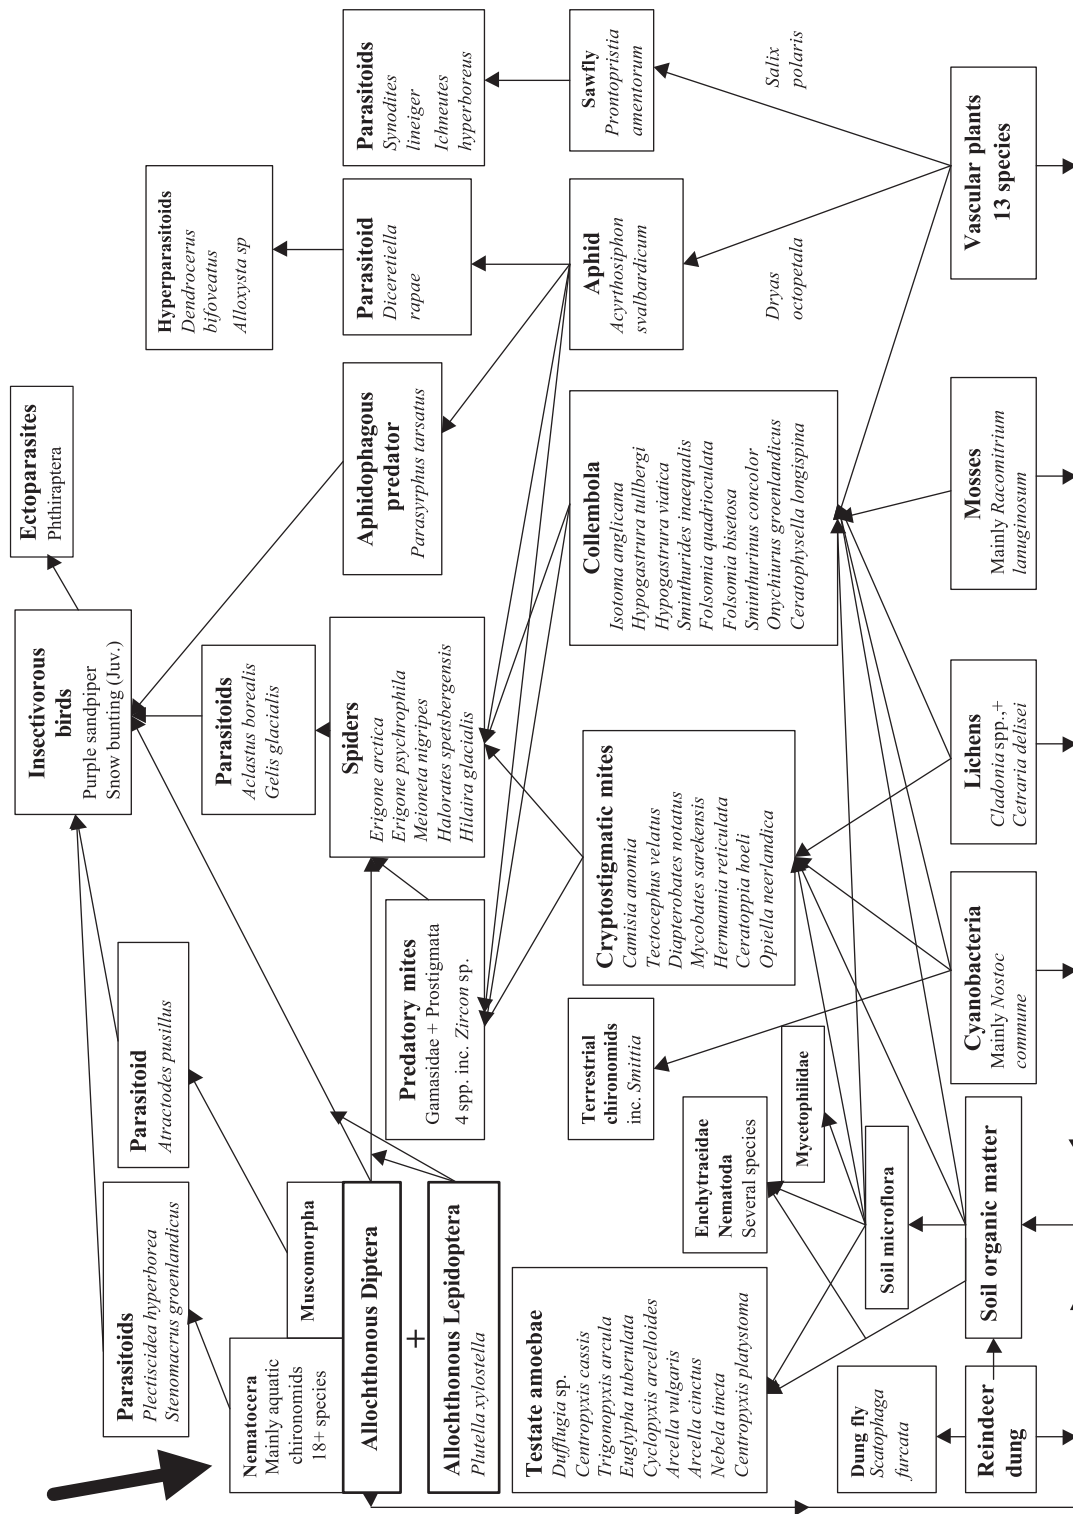 Ectoparasites
Phthiraptera
Insectivorous
birds
Purple sandpiper
Snow bunting (Juv.)
Hyperparasitoids
Dendrocerus
bifoveatus
Alloxysta sp
Parasitoids
Aclastus borealis
Gelis glacialis
Parasitoid
Atractodes pusillus
Parasitoids
Plectiscidea hyperborea
Stenomacrus groenlandicus
Parasitoids
Synodites
lineiger
Ichneutes
hyperboreus
Parasitoid
Diceretiella
rapae
Aphidophagous
predator
Parasyrphus tarsatus
Spiders
Erigone arctica
Erigone psychrophila
Meioneta nigripes
Halorates spetsbergensis
Hilaira glacialis
Predatory mites
Gamasidae + Prostigmata
4 spp. inc. Zircon sp.
Nematocera
Mainly aquatic
chironomids
18+ species
Muscomorpha
Allochthonous Diptera
+
Allochthonous Lepidoptera
Plutella xylostella
Sawfly
Prontopristia
amentorum
Aphid
Acyrthosiphon
svalbardicum
Collembola
Isotoma anglicana
Hypogastrura tullbergi
Hypogastrura viatica
Sminthurides inaequalis
Folsomia quadrioculata
Folsomia bisetosa
Sminthurinus concolor
Onychiurus groenlandicus
Ceratophysella longispina
Cryptostigmatic mites
Camisia anomia
Tectocephus velatus
Diapterobates notatus
Mycobates sarekensis
Hermannia reticulata
Ceratoppia hoeli
Opiella neerlandica
Terrestrial
chironomids
inc. Smittia
Enchytraeidae
Nematoda
Several species
Mycetophilidae
Testate amoebae
Dufflugia sp.
Centropyxis cassis
Trigonopyxis arcula
Euglypha tuberulata
Cyclopyxis arcelloides
Arcella vulgaris
Arcella cinctus
Nebela tincta
Centropyxis platystoma
Salix
polaris
Dryas
octopetala
Soil microflora
Dung fly
Scatophaga
furcata
Vascular plants
13 species
Mosses
Mainly Racomitrium
lanuginosum
Lichens
Cladonia spp.,+
Cetraria delisei
Cyanobacteria
Mainly Nostoc
commune
Soil organic matter
Reindeer
dung